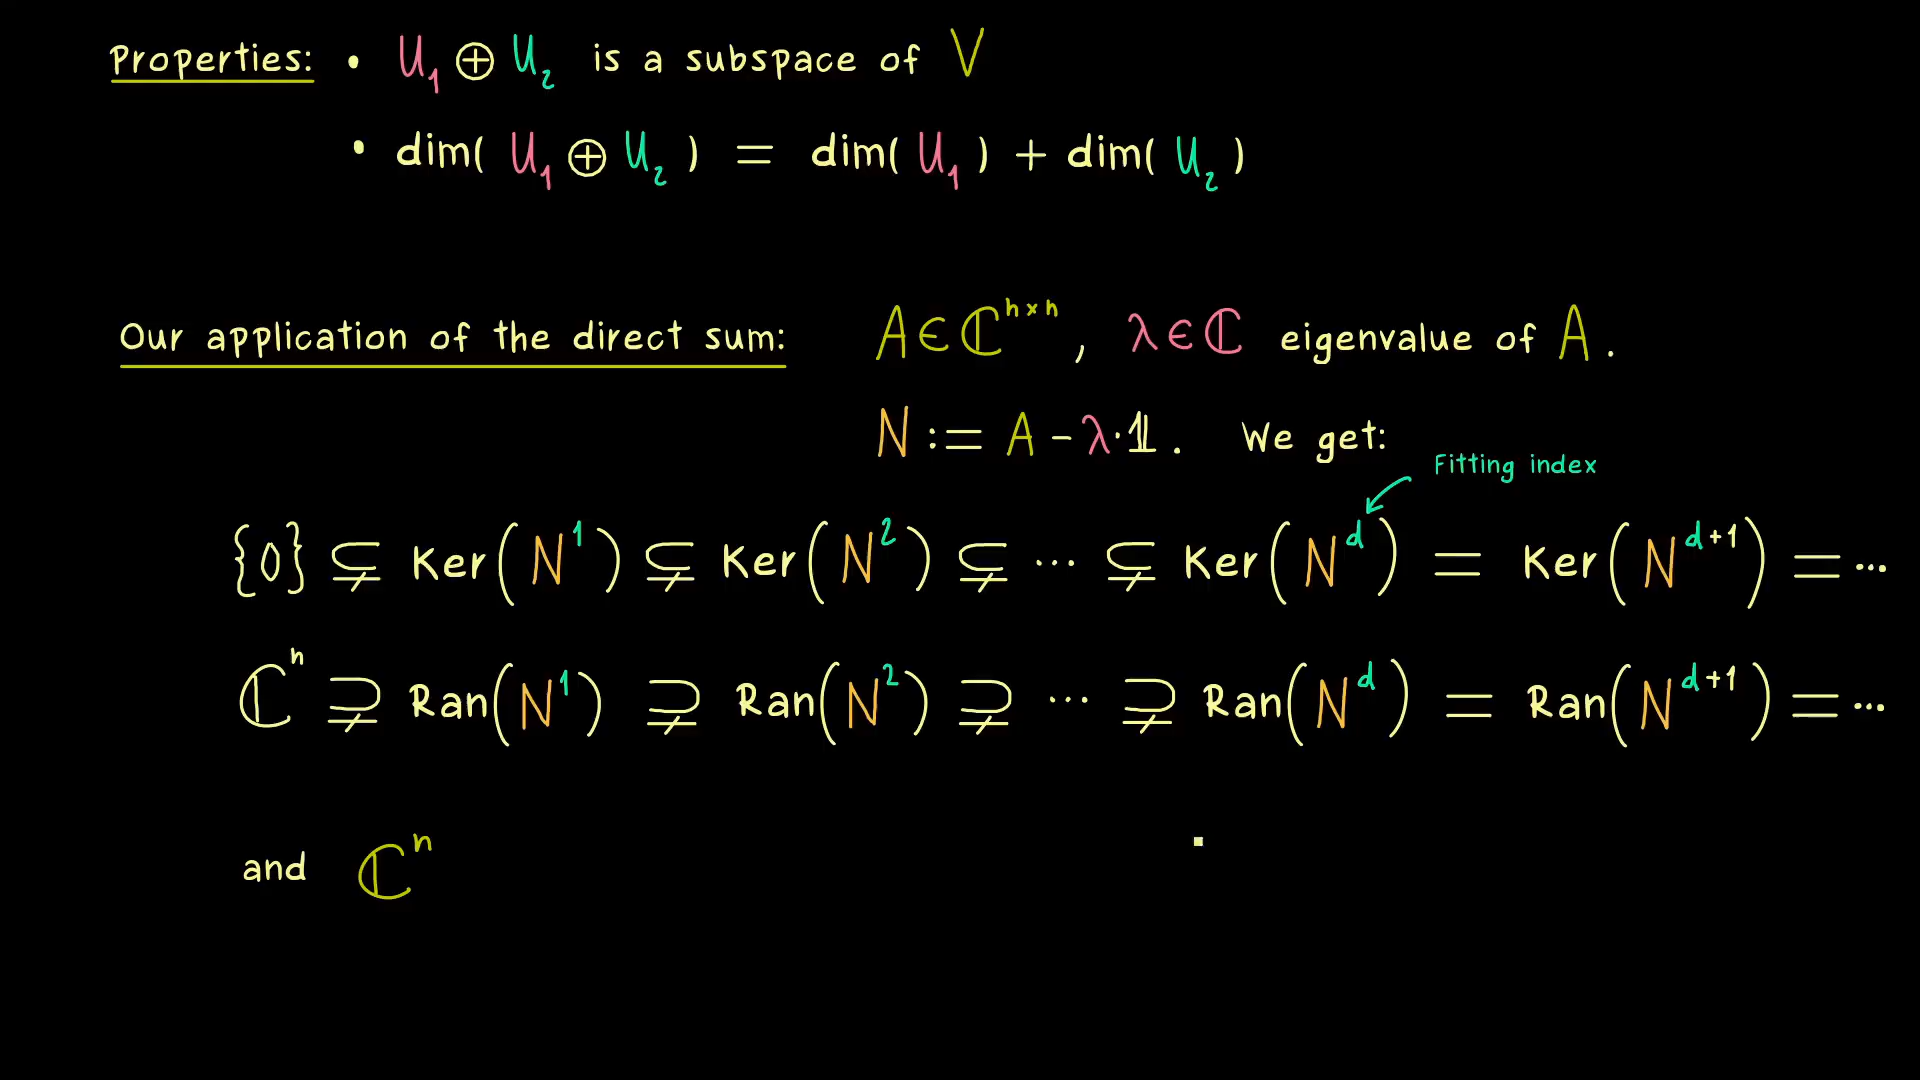 Properties: • U₁ ⊕ U₂ is a subspace of V
• dim( U₁ ⊕ U₂ ) = dim( U₁ ) + dim( U₂ )
Our application of the direct sum: A ∈ ℂⁿˣⁿ , λ ∈ ℂ eigenvalue of A .
N := A − λ·𝟙 . We get:
Fitting index
{0} ⊊ Ker(N¹) ⊊ Ker(N²) ⊊ ··· ⊊ Ker(Nᵈ) = Ker(Nᵈ⁺¹) = ···
ℂⁿ ⊋ Ran(N¹) ⊋ Ran(N²) ⊋ ··· ⊋ Ran(Nᵈ) = Ran(Nᵈ⁺¹) = ···
and ℂⁿ